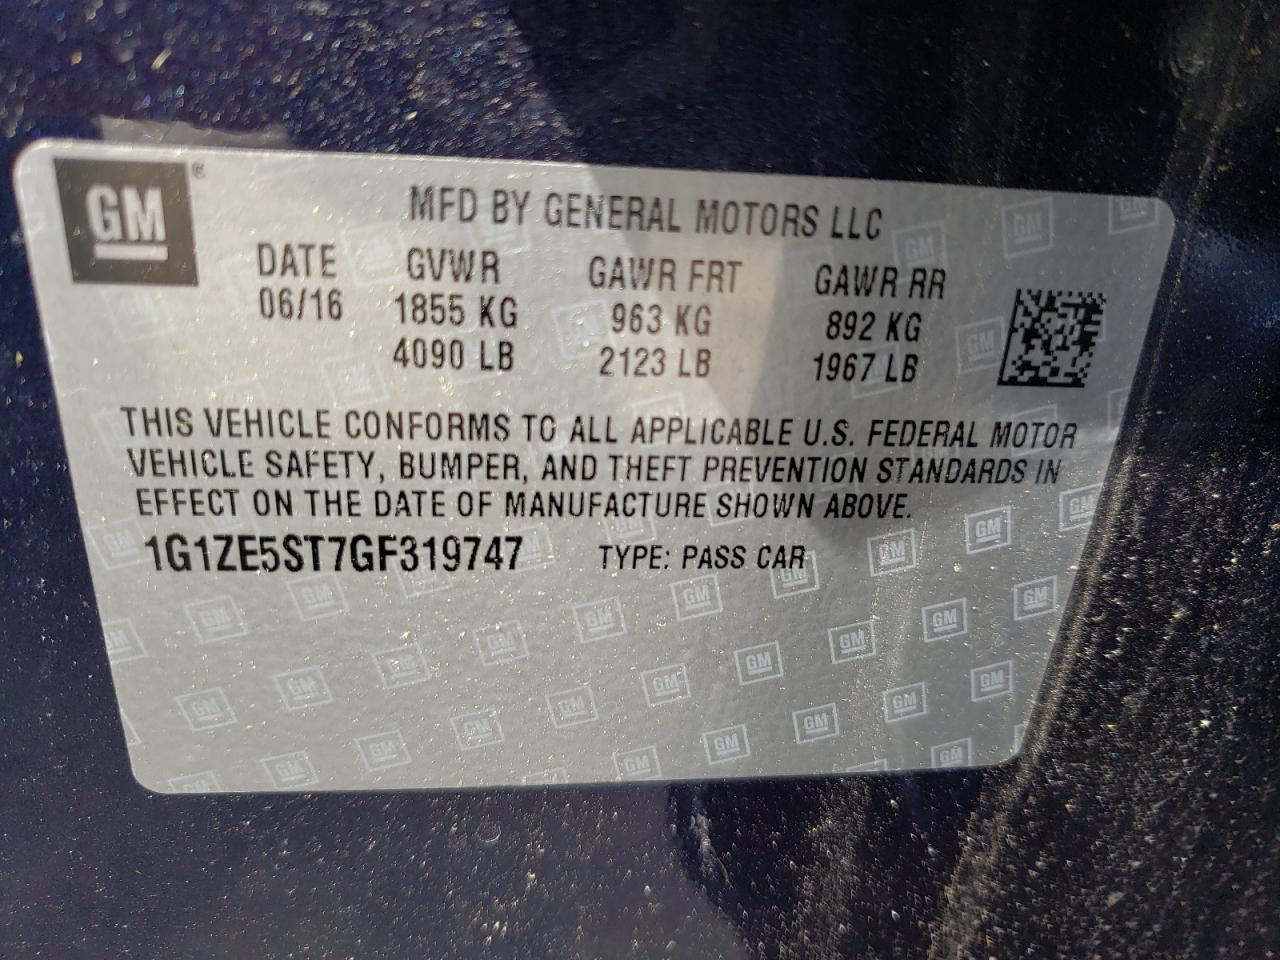 GM
MFD BY GENERAL MOTORS LLC
DATE GVWR GAWR FRT GAWR RR
06/16 1855 KG 963 KG 892 KG
4090 LB 2123 LB 1967 LB
THIS VEHICLE CONFORMS TO ALL APPLICABLE U.S. FEDERAL MOTOR
VEHICLE SAFETY, BUMPER, AND THEFT PREVENTION STANDARDS IN
EFFECT ON THE DATE OF MANUFACTURE SHOWN ABOVE.
1G1ZE5ST7GF319747 TYPE: PASS CAR